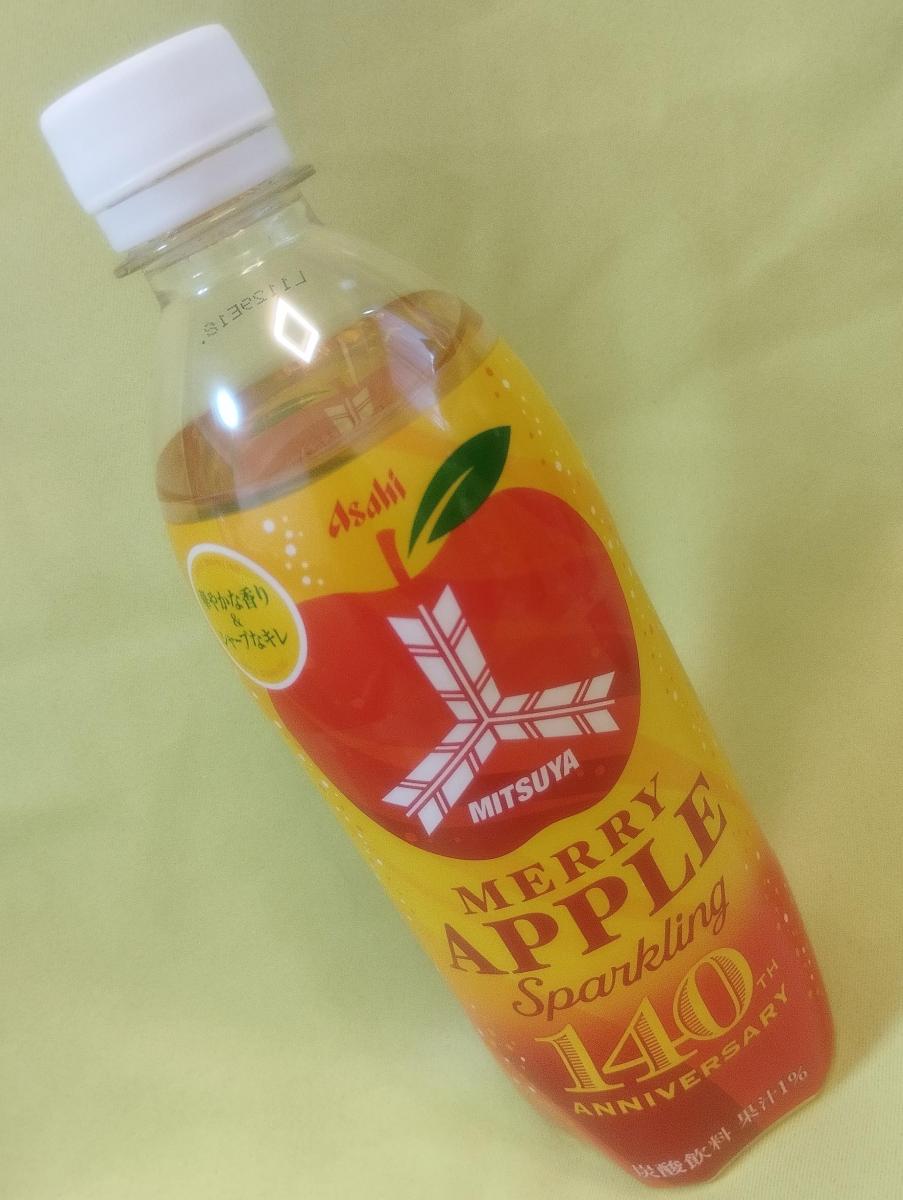 Asahi
華やかな香り
&
シャープなキレ
MITSUYA
MERRY
APPLE
Sparkling
140TH
ANNIVERSARY
炭酸飲料 果汁1%